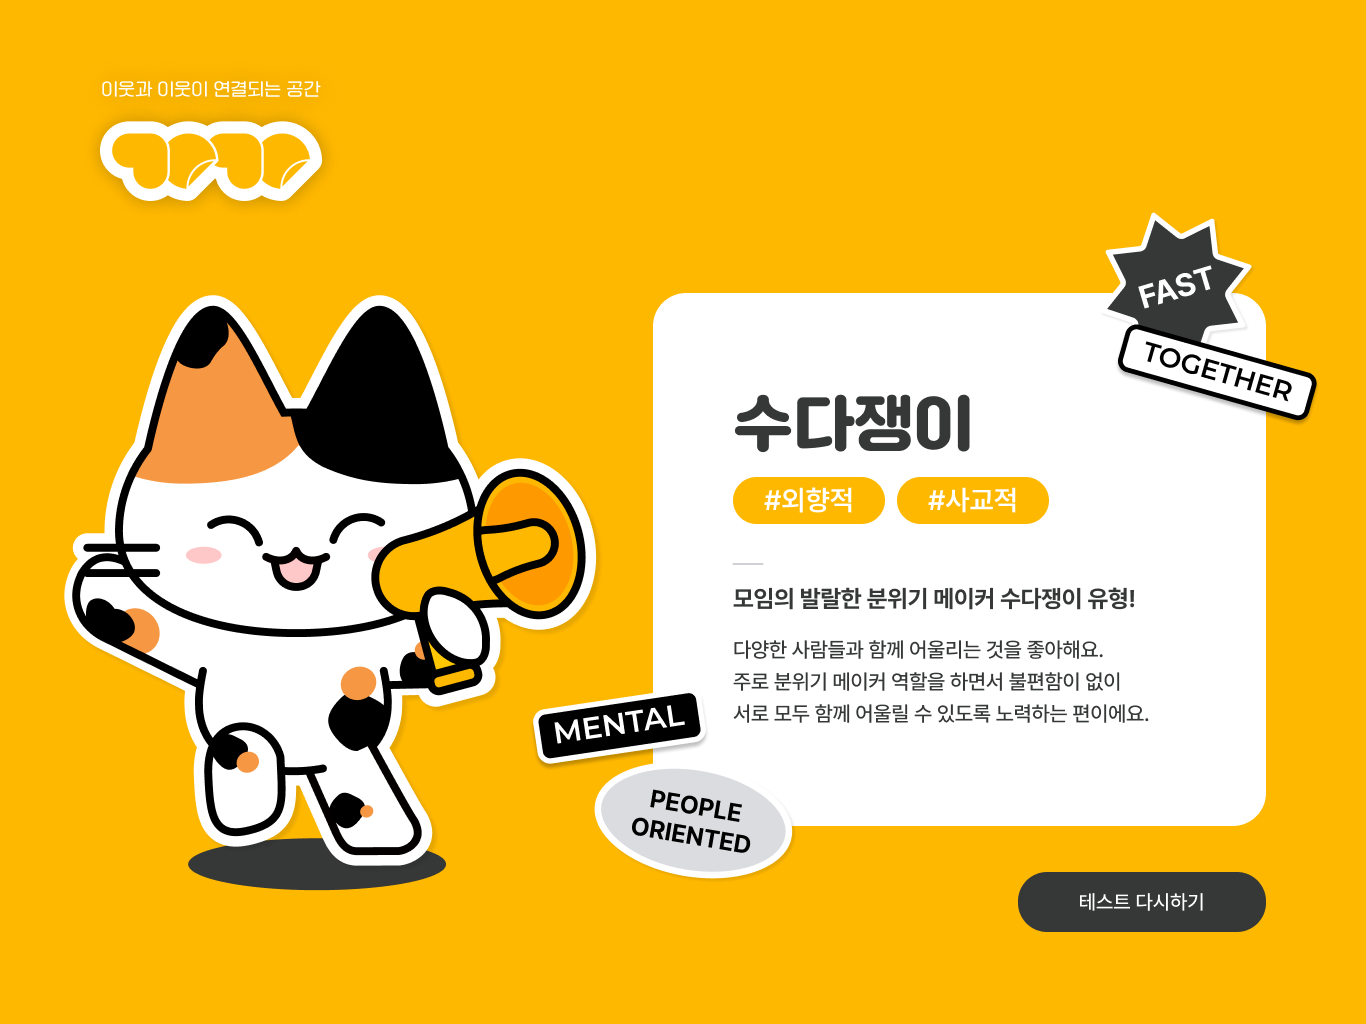 이웃과 이웃이 연결되는 공간
FAST
TOGETHER
수다쟁이
#외향적 #사교적
모임의 발랄한 분위기 메이커 수다쟁이 유형!
다양한 사람들과 함께 어울리는 것을 좋아해요.
주로 분위기 메이커 역할을 하면서 불편함이 없이
서로 모두 함께 어울릴 수 있도록 노력하는 편이에요.
MENTAL
PEOPLE
ORIENTED
테스트 다시하기